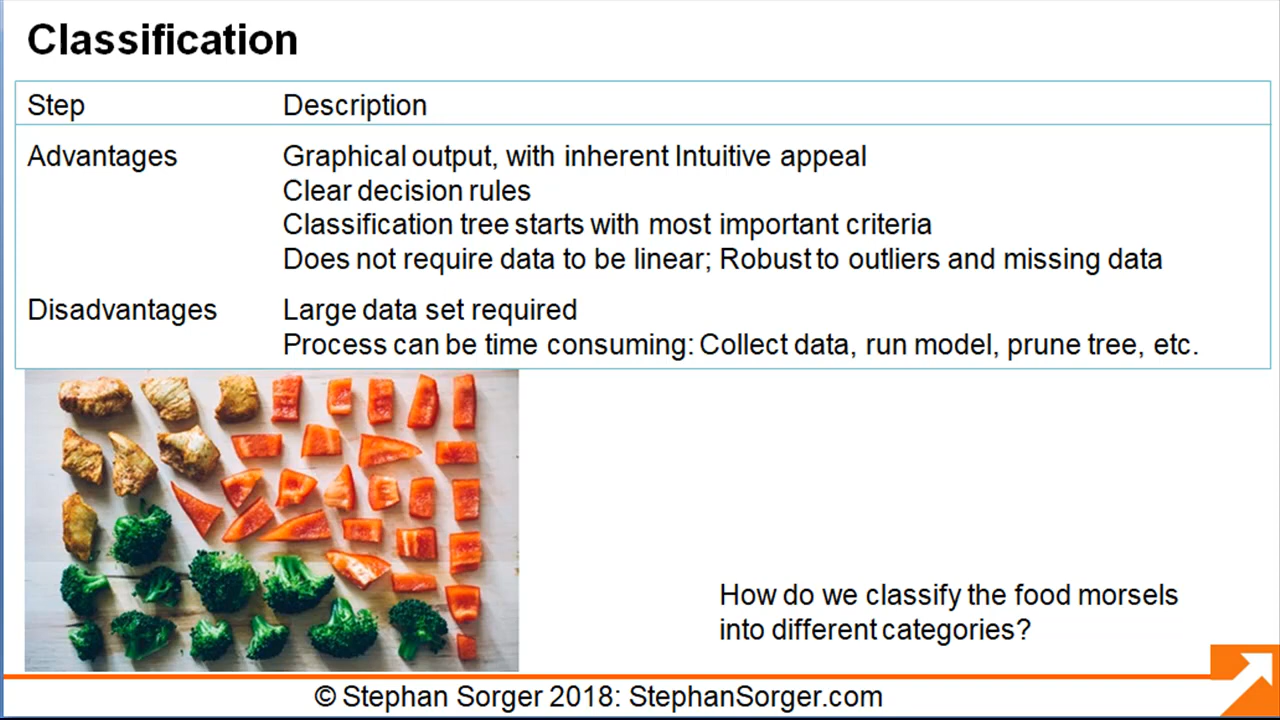 Classification
Step Description
Advantages Graphical output, with inherent Intuitive appeal
Clear decision rules
Classification tree starts with most important criteria
Does not require data to be linear; Robust to outliers and missing data
Disadvantages Large data set required
Process can be time consuming: Collect data, run model, prune tree, etc.
How do we classify the food morsels
into different categories?
© Stephan Sorger 2018: StephanSorger.com